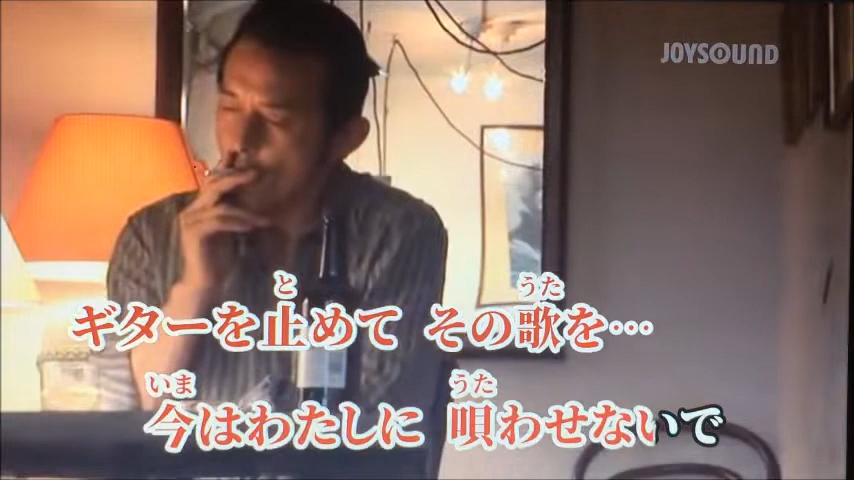 JOYSOUND
ギターを止めて その歌を…
今はわたしに 唄わせないで
と
うた
いま
うた